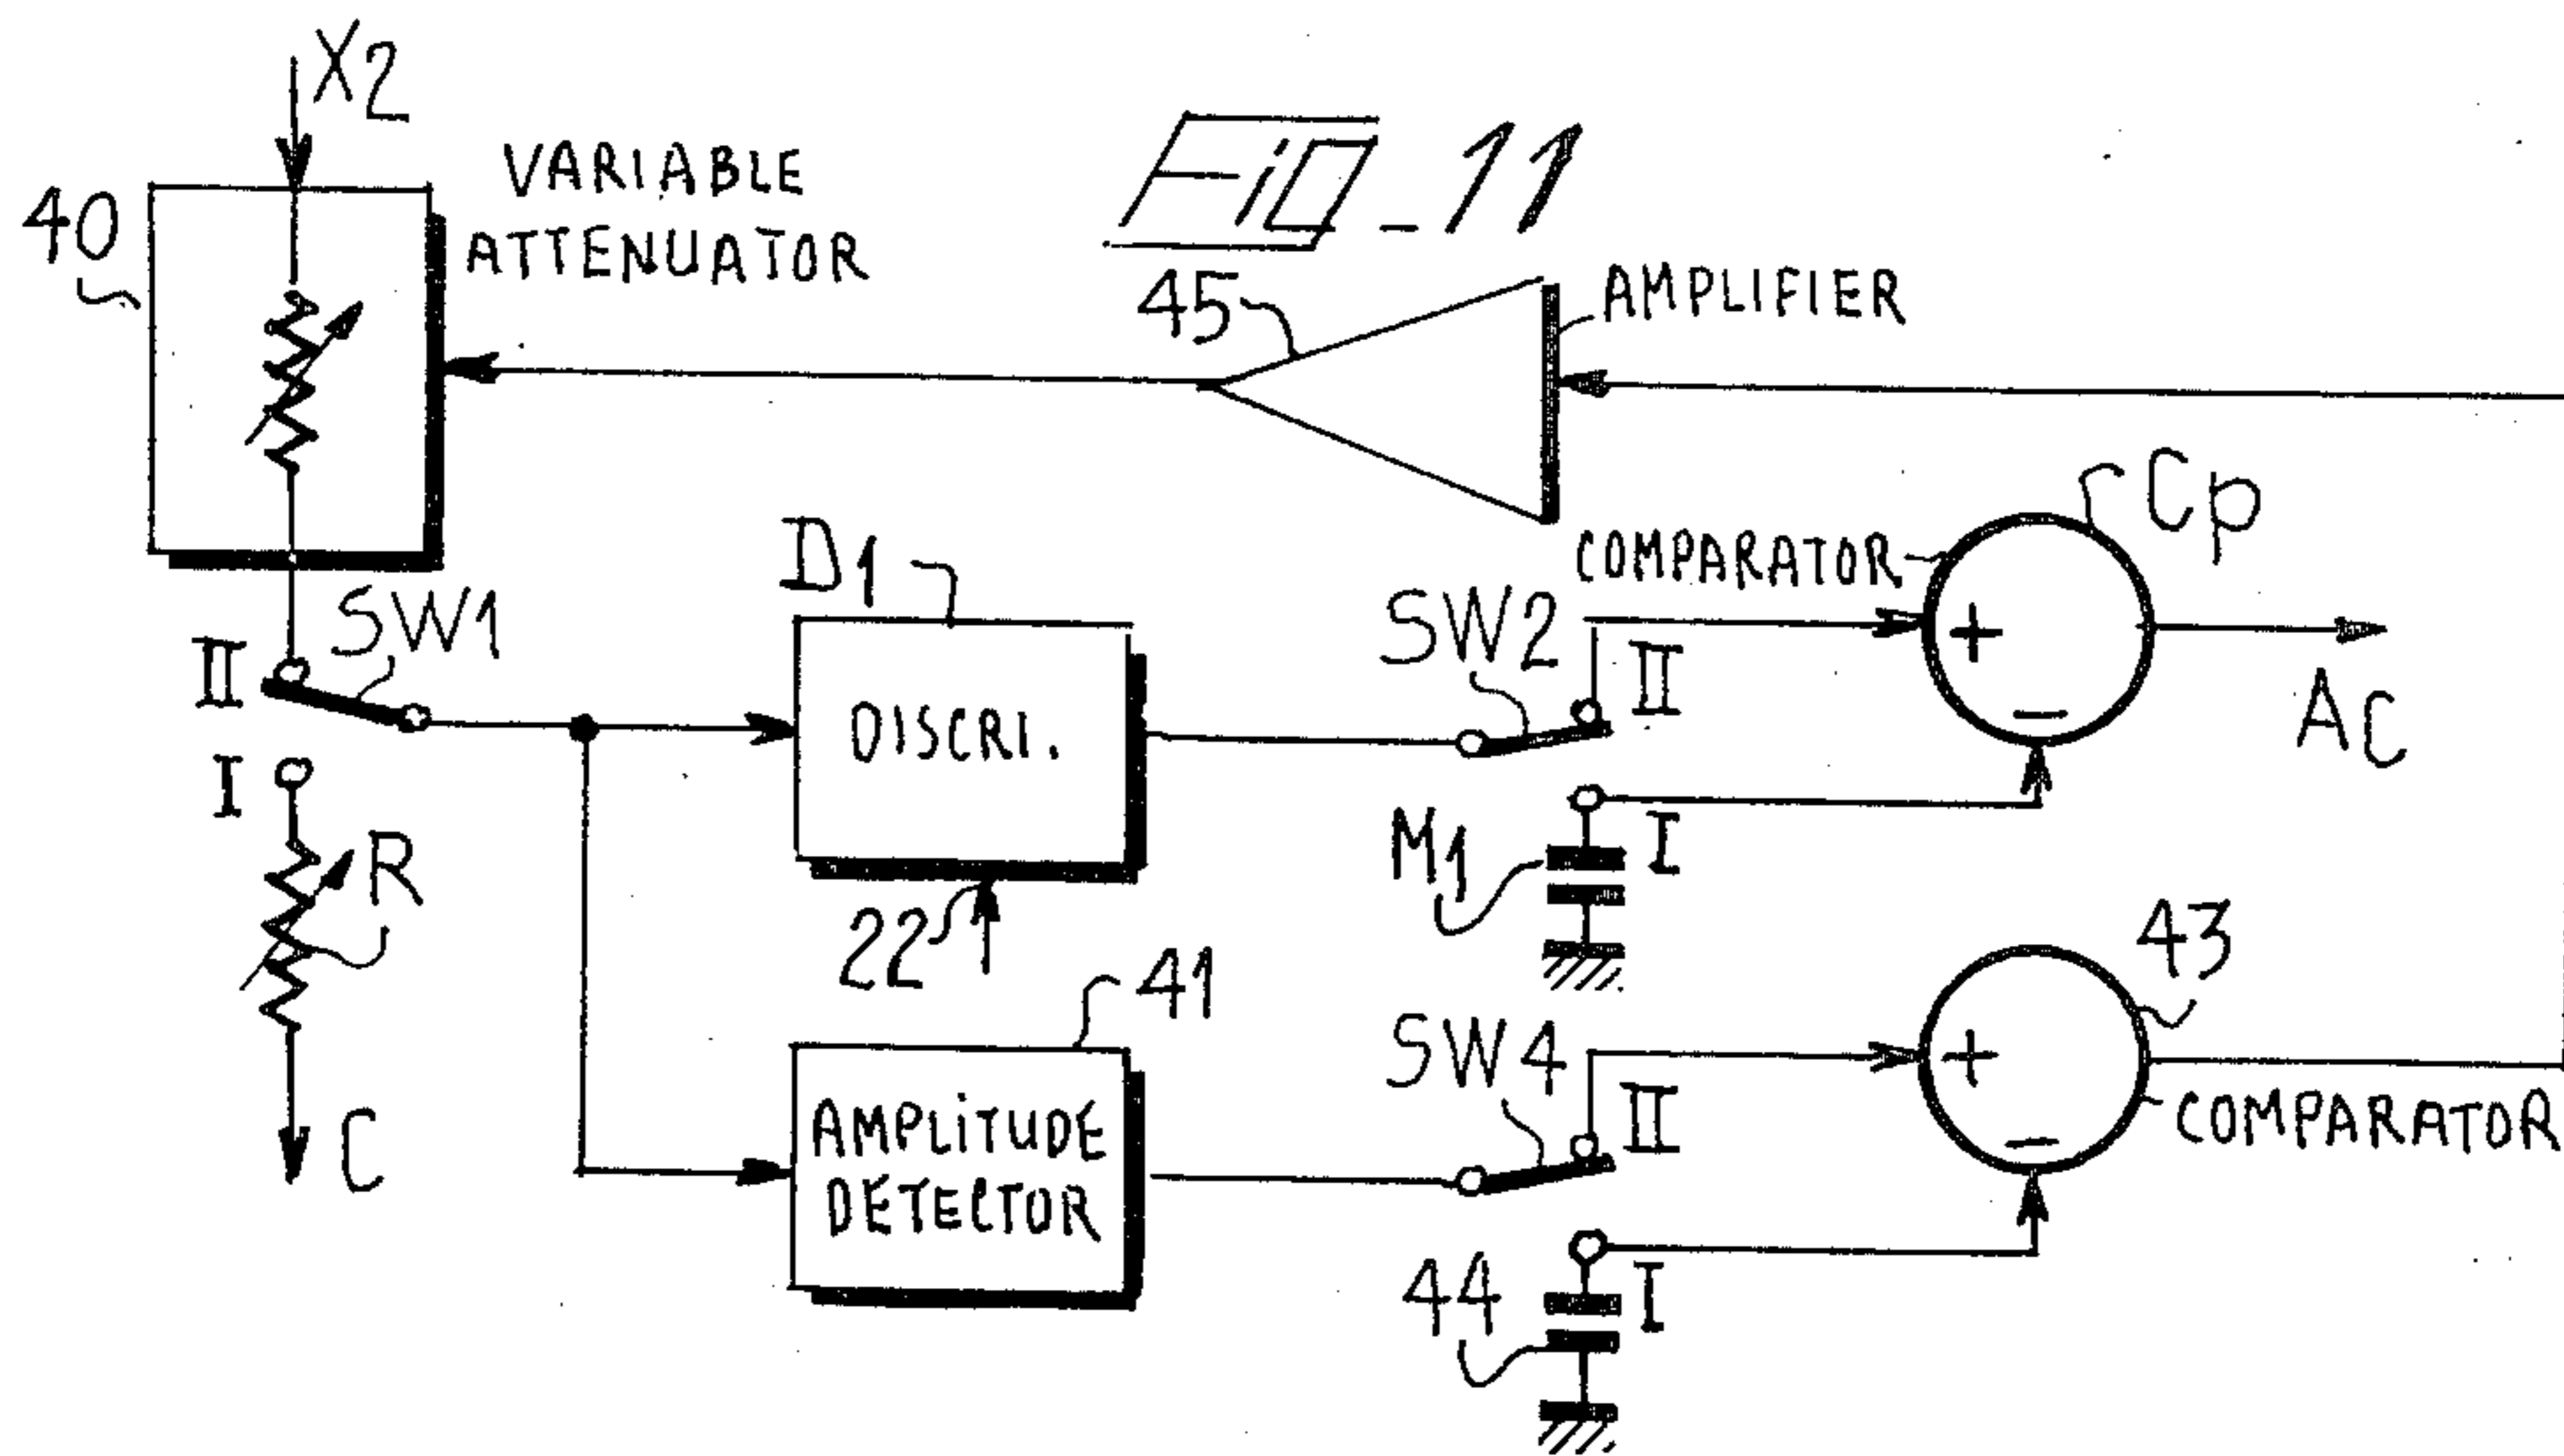 X2
40
VARIABLE
ATTENUATOR
Fig_11
45
AMPLIFIER
Cp
COMPARATOR
+
−
AC
SW1
II
I
R
C
D1
DISCRI.
22
SW2
II
I
M1
41
AMPLITUDE
DETECTOR
SW4
II
I
44
43
+
−
COMPARATOR